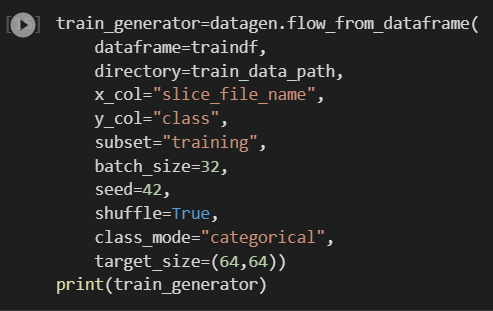 train_generator=datagen.flow_from_dataframe(
    dataframe=traindf,
    directory=train_data_path,
    x_col="slice_file_name",
    y_col="class",
    subset="training",
    batch_size=32,
    seed=42,
    shuffle=True,
    class_mode="categorical",
    target_size=(64,64))
print(train_generator)